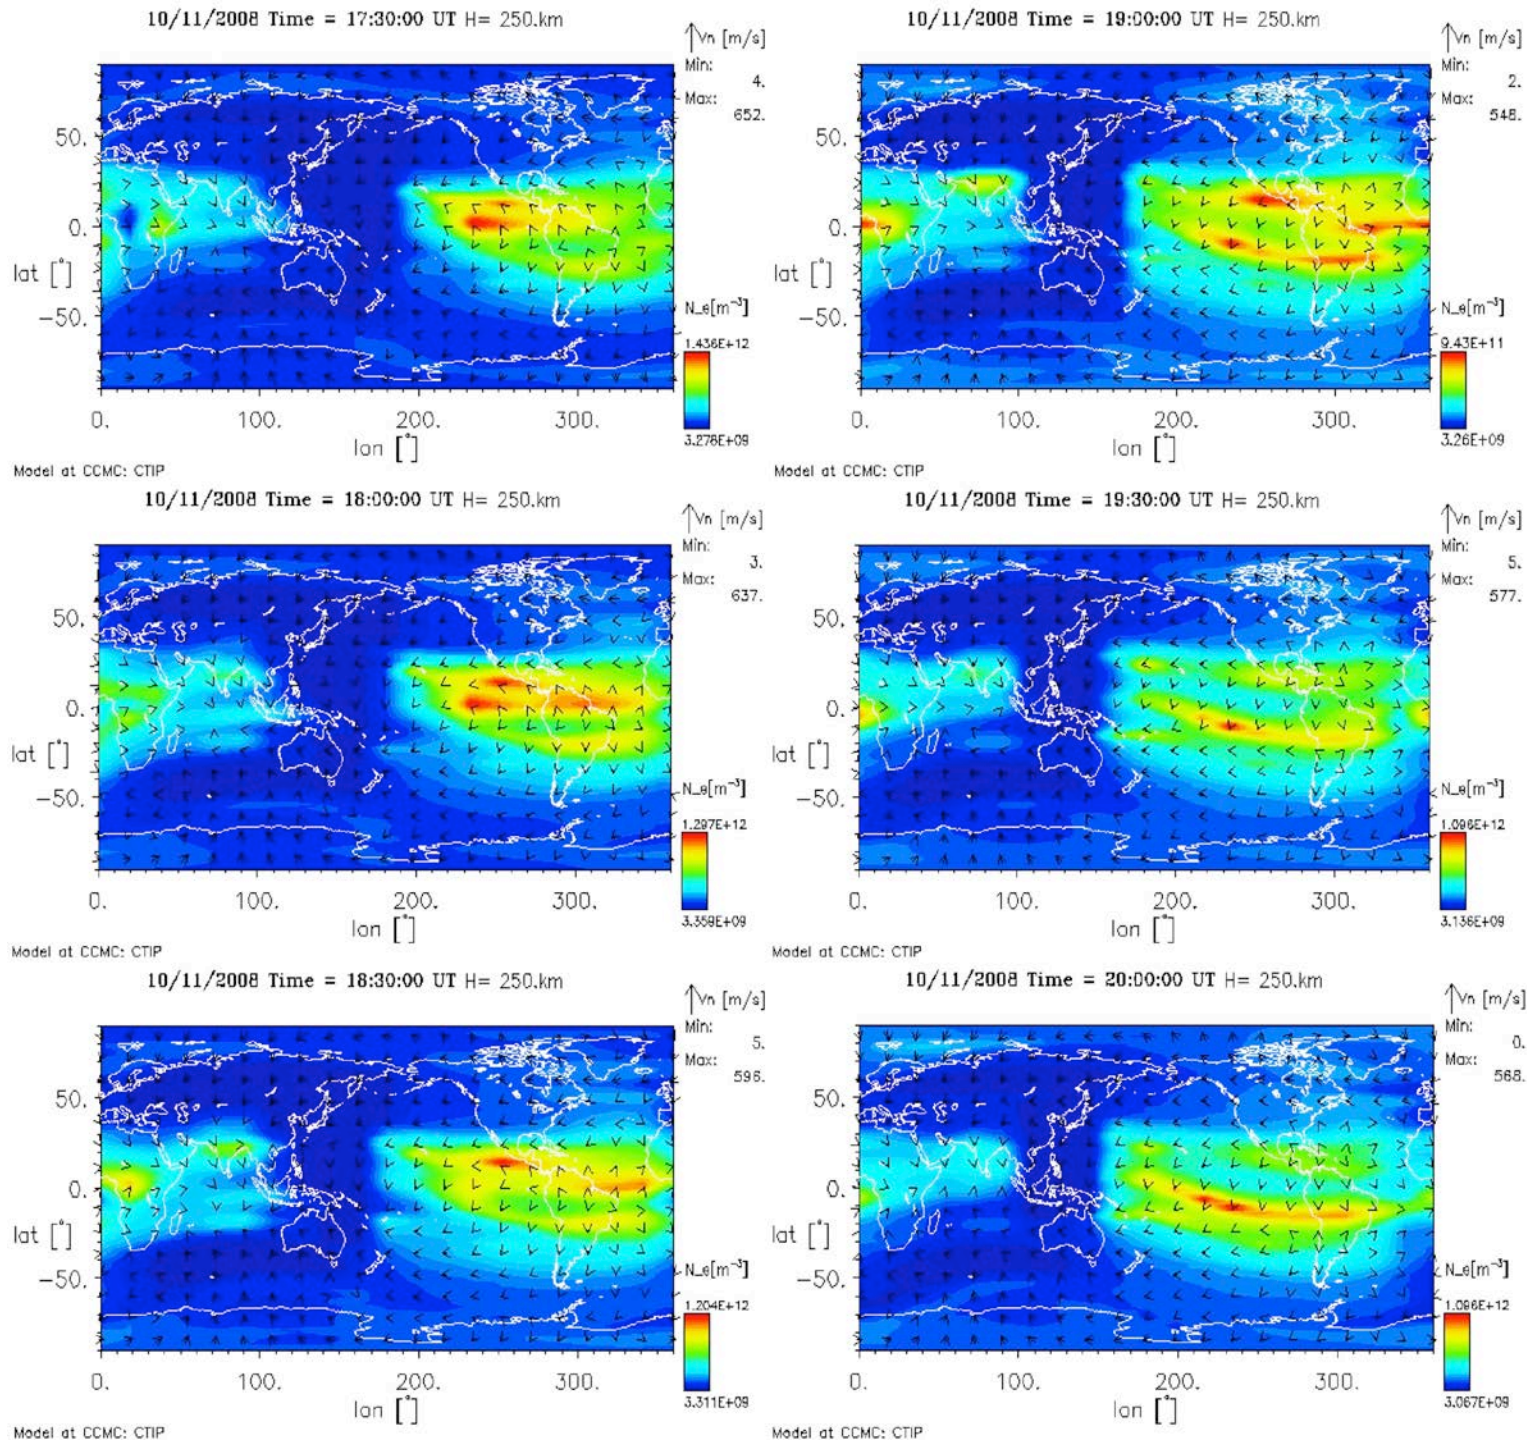 10/11/2008 Time = 17:30:00 UT H= 250.km
Vn [m/s]
Min:
4.
Max:
652.
50.
0.
lat [°]
−50.
N_e[m⁻³]
1.436E+12
3.278E+09
0. 100. 200. 300.
lon [°]
Model at CCMC: CTIP
10/11/2008 Time = 19:00:00 UT H= 250.km
Vn [m/s]
Min:
2.
Max:
548.
50.
0.
lat [°]
−50.
N_e[m⁻³]
9.43E+11
3.26E+09
0. 100. 200. 300.
lon [°]
Model at CCMC: CTIP
10/11/2008 Time = 18:00:00 UT H= 250.km
Vn [m/s]
Min:
3.
Max:
637.
50.
0.
lat [°]
−50.
N_e[m⁻³]
1.297E+12
3.359E+09
0. 100. 200. 300.
lon [°]
Model at CCMC: CTIP
10/11/2008 Time = 19:30:00 UT H= 250.km
Vn [m/s]
Min:
5.
Max:
577.
50.
0.
lat [°]
−50.
N_e[m⁻³]
1.096E+12
3.136E+09
0. 100. 200. 300.
lon [°]
Model at CCMC: CTIP
10/11/2008 Time = 18:30:00 UT H= 250.km
Vn [m/s]
Min:
5.
Max:
596.
50.
0.
lat [°]
−50.
N_e[m⁻³]
1.204E+12
3.311E+09
0. 100. 200. 300.
lon [°]
Model at CCMC: CTIP
10/11/2008 Time = 20:00:00 UT H= 250.km
Vn [m/s]
Min:
0.
Max:
568.
50.
0.
lat [°]
−50.
N_e[m⁻³]
1.096E+12
3.067E+09
0. 100. 200. 300.
lon [°]
Model at CCMC: CTIP